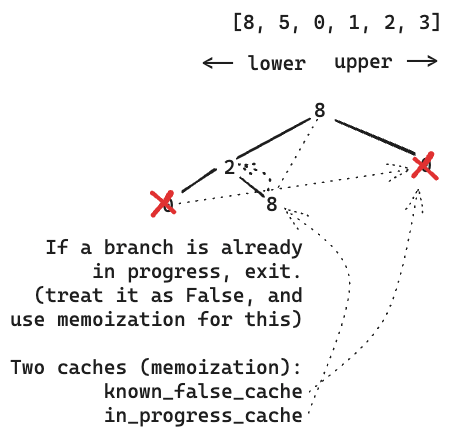 [8, 5, 0, 1, 2, 3]
lower upper
8
2
0
0
8
If a branch is already
in progress, exit.
(treat it as False, and
use memoization for this)
Two caches (memoization):
known_false_cache
in_progress_cache